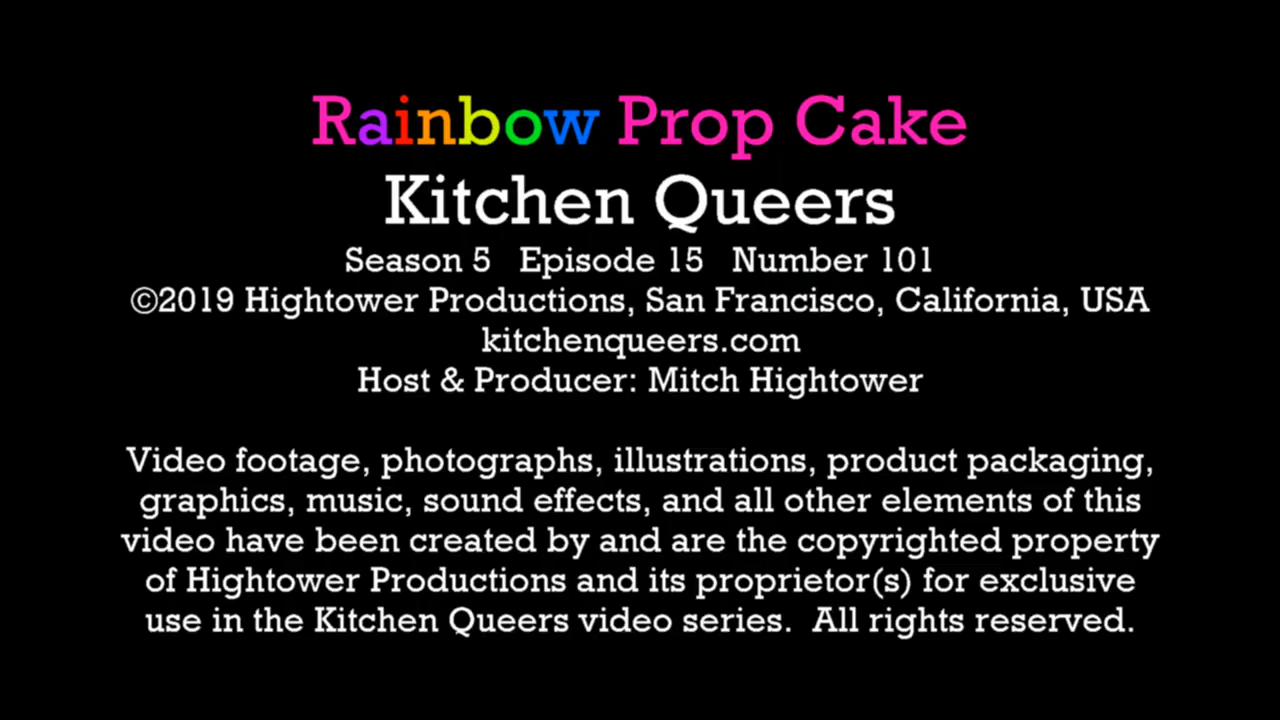 Rainbow Prop Cake
Kitchen Queers
Season 5   Episode 15   Number 101
©2019 Hightower Productions, San Francisco, California, USA
kitchenqueers.com
Host & Producer: Mitch Hightower
Video footage, photographs, illustrations, product packaging,
graphics, music, sound effects, and all other elements of this
video have been created by and are the copyrighted property
of Hightower Productions and its proprietor(s) for exclusive
use in the Kitchen Queers video series.  All rights reserved.